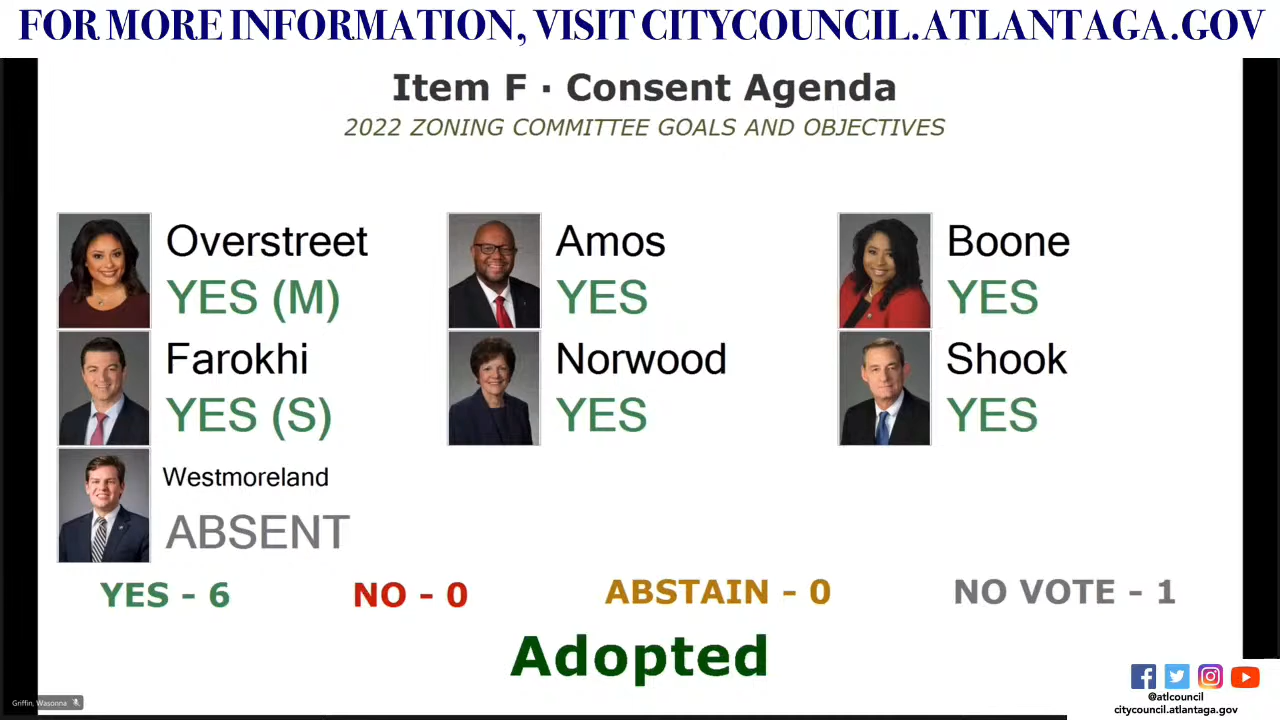 FOR MORE INFORMATION, VISIT CITYCOUNCIL.ATLANTAGA.GOV
Item F · Consent Agenda
2022 ZONING COMMITTEE GOALS AND OBJECTIVES
Overstreet
YES (M)
Amos
YES
Boone
YES
Farokhi
YES (S)
Norwood
YES
Shook
YES
Westmoreland
ABSENT
YES - 6
NO - 0
ABSTAIN - 0
NO VOTE - 1
Adopted
Griffin, Wasonna
@atlcouncil
citycouncil.atlantaga.gov